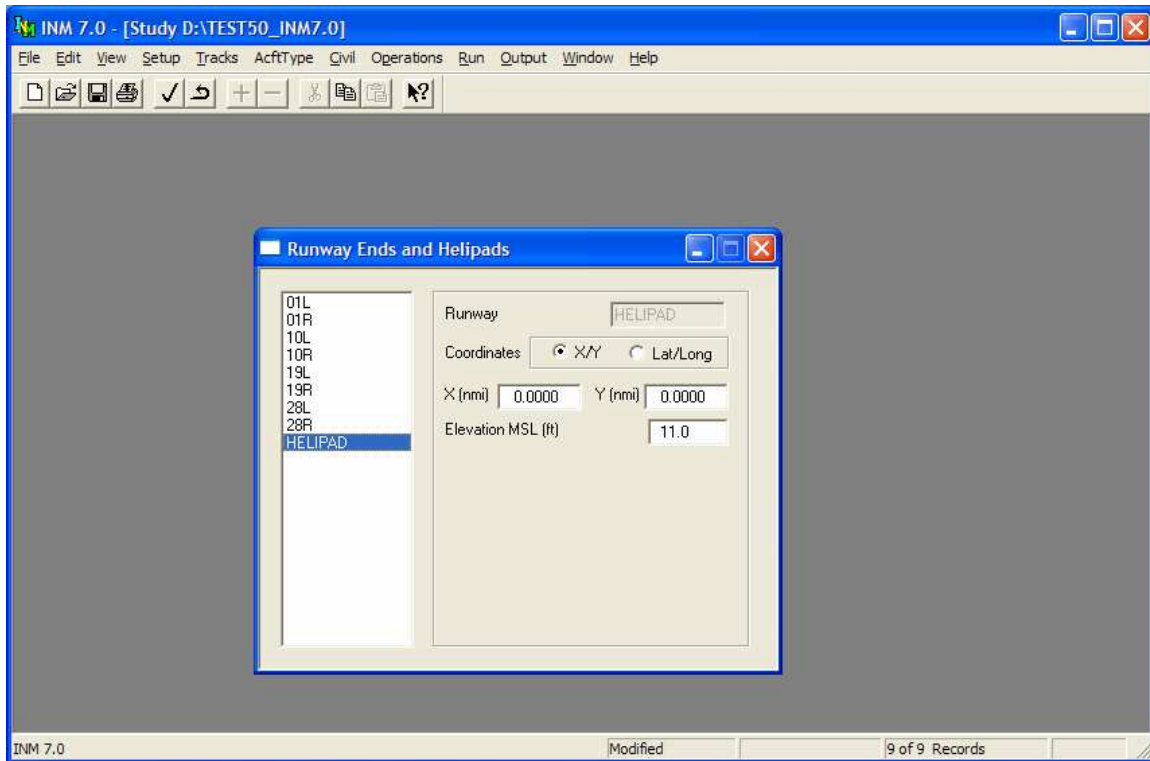 INM 7.0 - [Study D:\TEST50_INM7.0]
File Edit View Setup Tracks AcftType Civil Operations Run Output Window Help
Runway Ends and Helipads
01L
01R
10L
10R
19L
19R
28L
28R
HELIPAD
Runway HELIPAD
Coordinates X/Y Lat/Long
X (nmi) 0.0000 Y (nmi) 0.0000
Elevation MSL (ft) 11.0
INM 7.0 Modified 9 of 9 Records